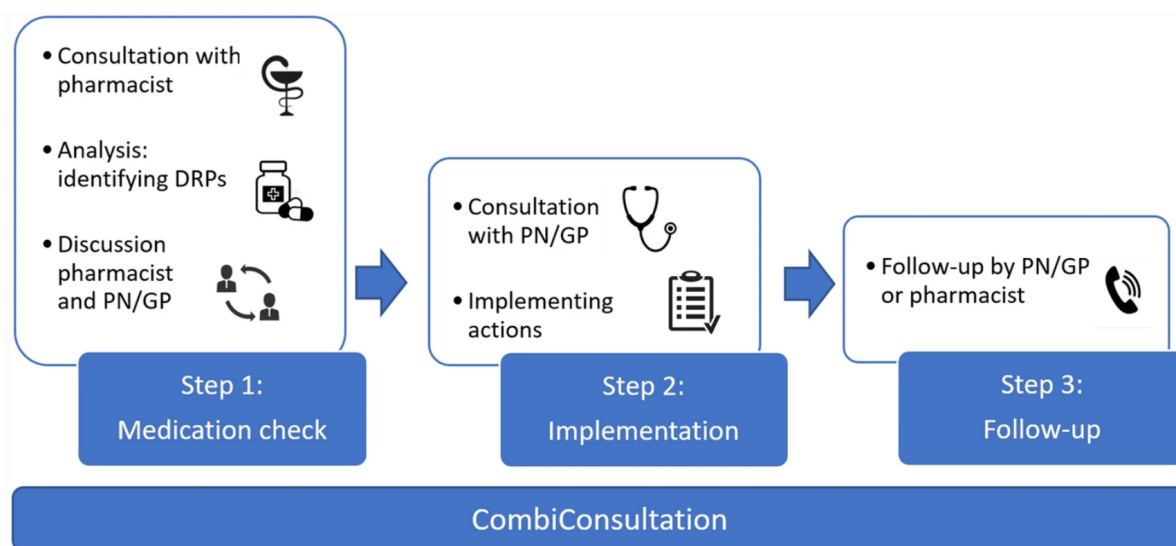 • Consultation with
pharmacist
• Analysis:
identifying DRPs
• Discussion
pharmacist
and PN/GP
Step 1:
Medication check
• Consultation
with PN/GP
• Implementing
actions
Step 2:
Implementation
• Follow-up by PN/GP
or pharmacist
Step 3:
Follow-up
CombiConsultation